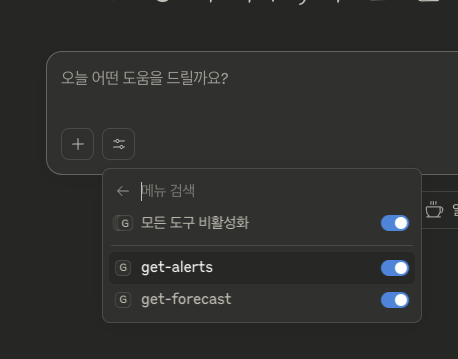 오늘 어떤 도움을 드릴까요?
메뉴 검색
G 모든 도구 비활성화
G get-alerts
G get-forecast